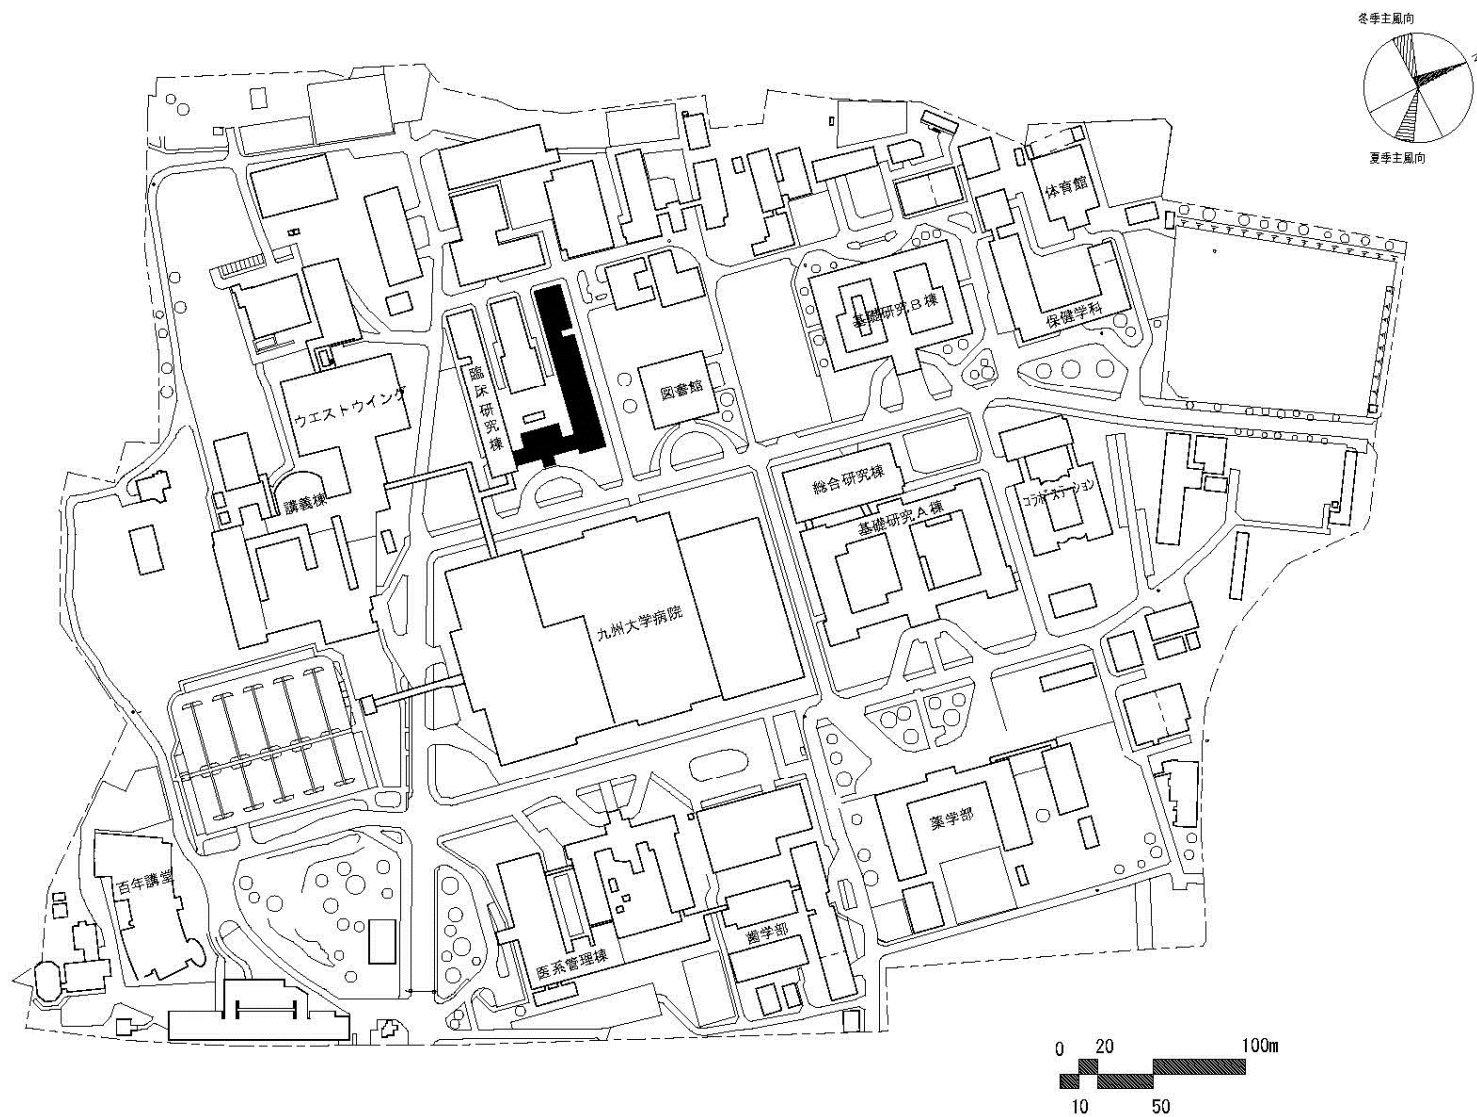 冬季主風向
夏季主風向
体育館
基礎研究B棟
保健学科
臨床研究棟
ウエストウイング
図書館
講義棟
総合研究棟
基礎研究A棟
コラボステーション
九州大学病院
薬学部
百年講堂
歯学部
医系管理棟
0 20 100m
10 50